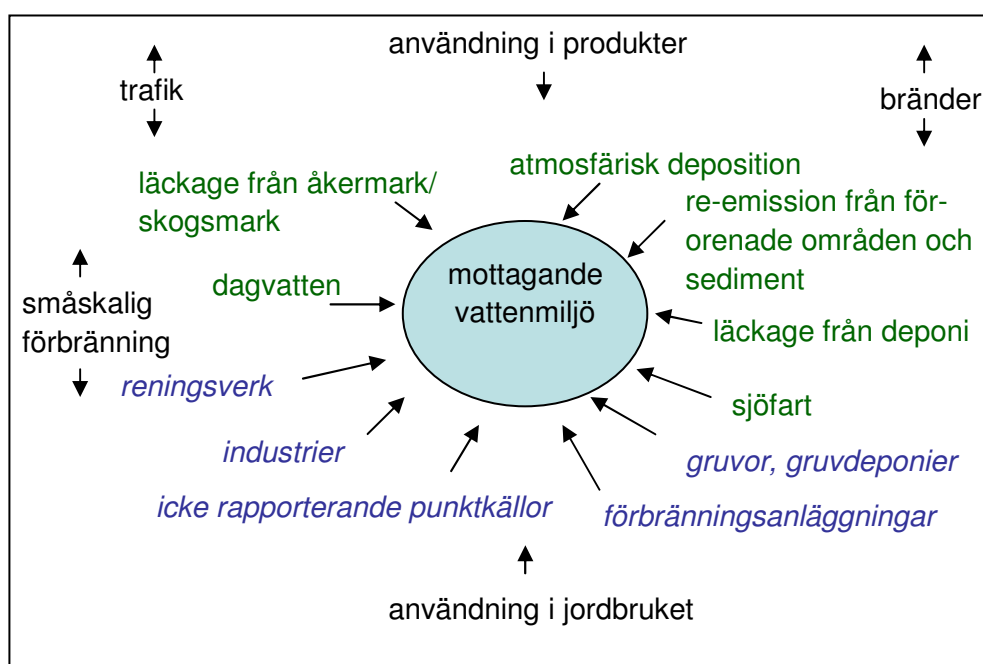 användning i produkter
trafik
bränder
atmosfärisk deposition
läckage från åkermark/
skogsmark
re-emission från för-
orenade områden och
sediment
mottagande
vattenmiljö
dagvatten
småskalig
förbränning
läckage från deponi
reningsverk
sjöfart
industrier
gruvor, gruvdeponier
icke rapporterande punktkällor
förbränningsanläggningar
användning i jordbruket